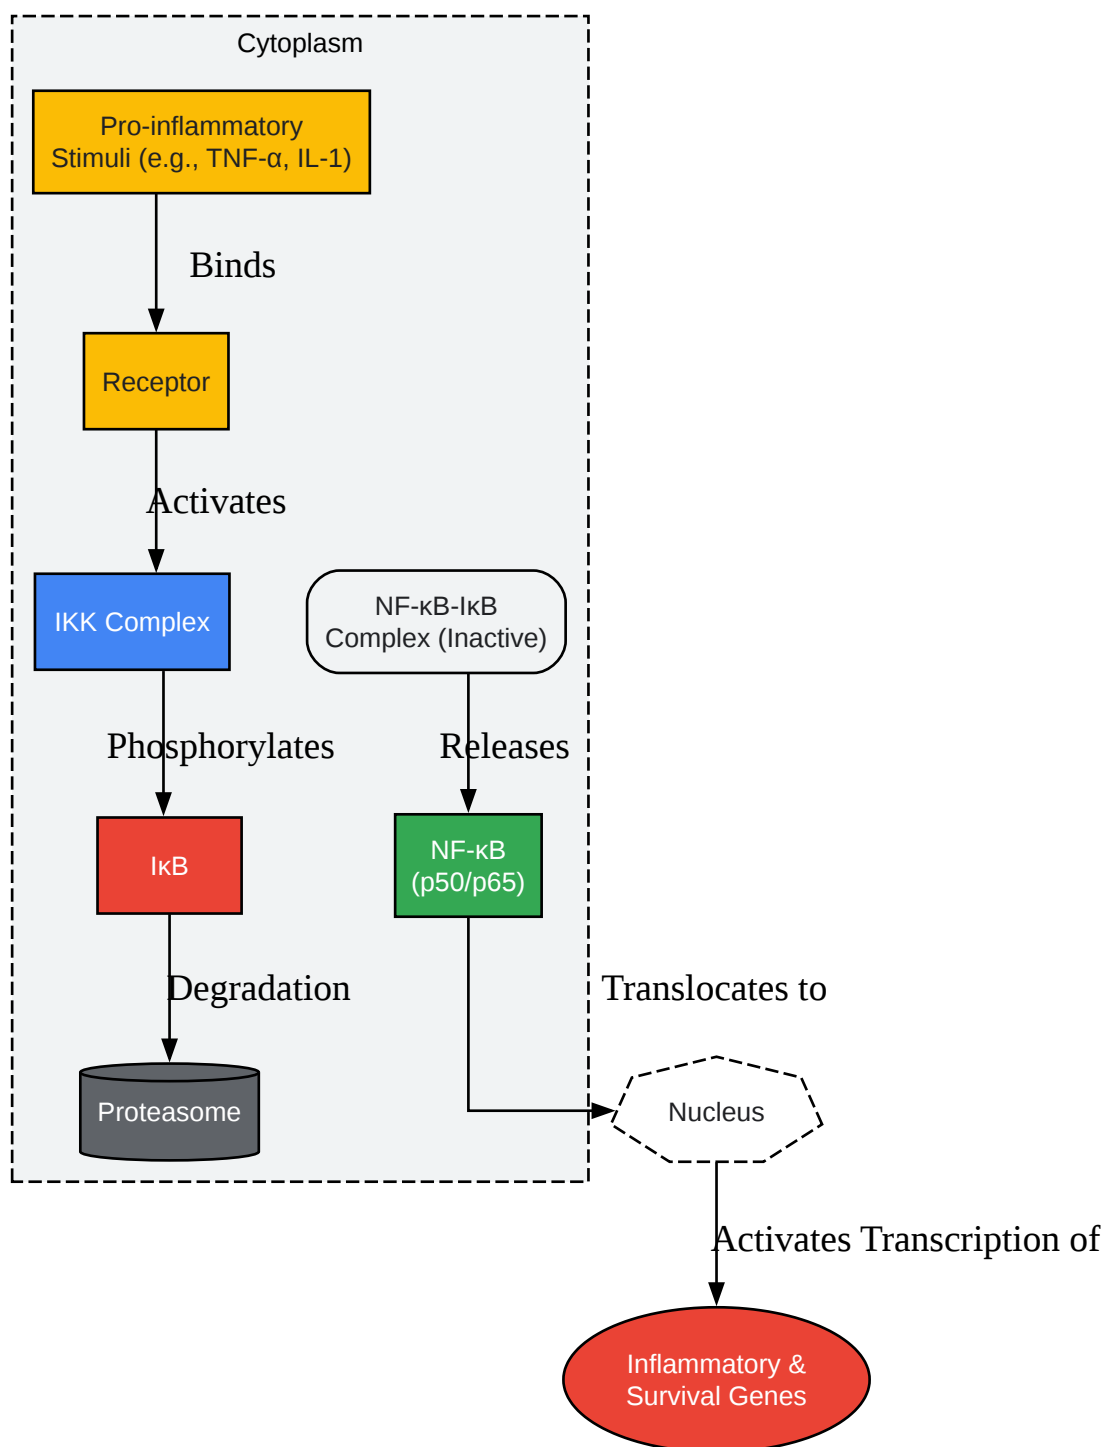 Cytoplasm
Pro-inflammatory
Stimuli (e.g., TNF-α, IL-1)
Binds
Receptor
Activates
IKK Complex
NF-κB-IκB
Complex (Inactive)
Phosphorylates
Releases
IκB
NF-κB
(p50/p65)
Degradation
Translocates to
Proteasome
Nucleus
Activates Transcription of
Inflammatory &
Survival Genes